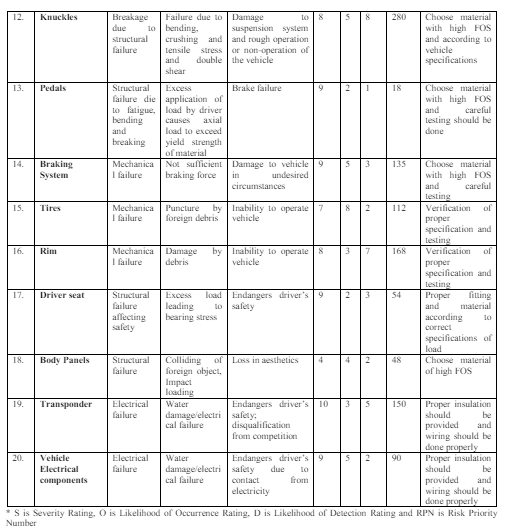 12. Knuckles Breakage due to structural failure Failure due to bending, crushing and tensile stress and double shear Damage to suspension system and rough operation or non-operation of the vehicle 8 5 8 280 Choose material with high FOS and according to vehicle specifications
13. Pedals Structural failure due to fatigue, bending and breaking Excess application of load by driver causes axial load to exceed yield strength of material Brake failure 9 2 1 18 Choose material with high FOS and careful testing should be done
14. Braking System Mechanica l failure Not sufficient braking force Damage to vehicle in undesired circumstances 9 5 3 135 Choose material with high FOS and careful testing
15. Tires Mechanica l failure Puncture by foreign debris Inability to operate vehicle 7 8 2 112 Verification of proper specification and testing
16. Rim Mechanica l failure Damage by debris Inability to operate vehicle 8 3 7 168 Verification of proper specification and testing
17. Driver seat Structural failure affecting safety Excess load leading to bearing stress Endangers driver's safety 9 2 3 54 Proper fitting and material according to correct specifications of load
18. Body Panels Structural failure Colliding of foreign object, Impact loading Loss in aesthetics 4 4 2 48 Choose material of high FOS
19. Transponder Electrical failure Water damage/electri cal failure Endangers driver's safety; disqualification from competition 10 3 5 150 Proper insulation should be provided and wiring should be done properly
20. Vehicle Electrical components Electrical failure Water damage/electri cal failure Endangers driver's safety due to contact from electricity 9 5 2 90 Proper insulation should be provided and wiring should be done properly
* S is Severity Rating, O is Likelihood of Occurrence Rating, D is Likelihood of Detection Rating and RPN is Risk Priority
Number